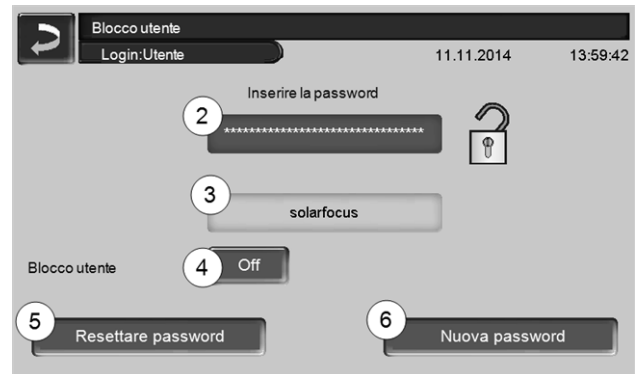 Blocco utente
Login:Utente 11.11.2014 13:59:42
Inserire la password
2
********************************
3
solarfocus
Blocco utente 4 Off
5 6
Resettare password Nuova password